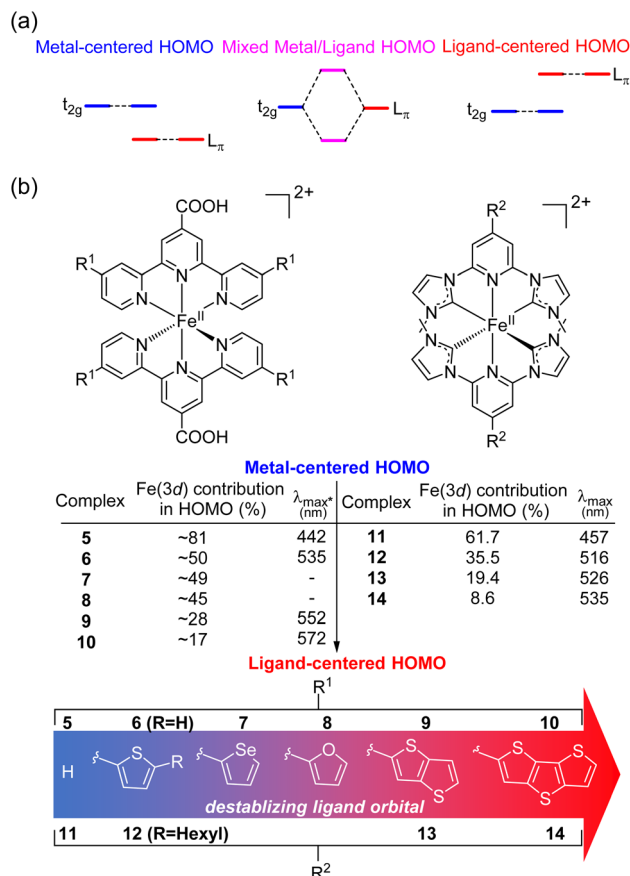 (a)
Metal-centered HOMO Mixed Metal/Ligand HOMO Ligand-centered HOMO
t2g Lπ t2g Lπ t2g Lπ
(b)
COOH 2+ R² 2+
R¹ R¹
N N N N N N N
FeII FeII
N N N N N N N
R¹ R¹
COOH R²
Metal-centered HOMO
Complex Fe(3d) contribution in HOMO (%) λmax* (nm) Complex Fe(3d) contribution in HOMO (%) λmax (nm)
5 ~81 442 11 61.7 457
6 ~50 535 12 35.5 516
7 ~49 - 13 19.4 526
8 ~45 - 14 8.6 535
9 ~28 552
10 ~17 572
Ligand-centered HOMO
R¹
5 6 (R=H) 7 8 9 10
H S R Se O S S S S S
destablizing ligand orbital
11 12 (R=Hexyl) 13 14
R²